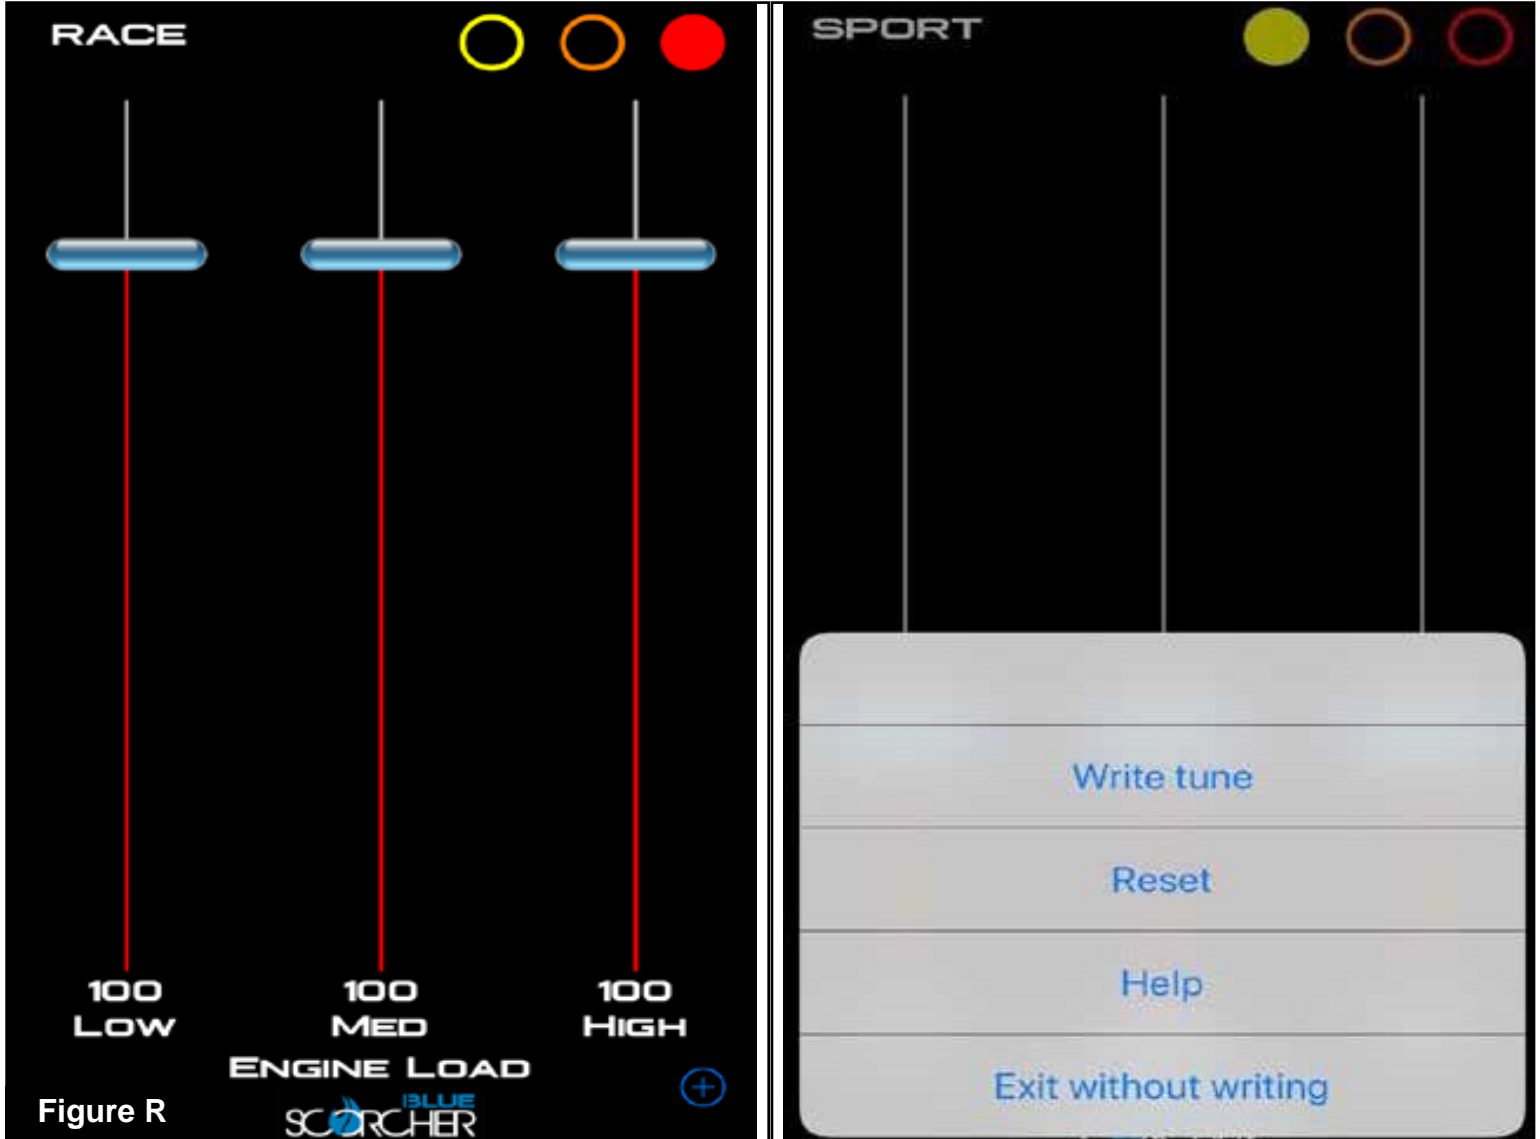 RACE
100
LOW
100
MED
100
HIGH
ENGINE LOAD
BLUE
SCORCHER
Figure R
SPORT
Write tune
Reset
Help
Exit without writing